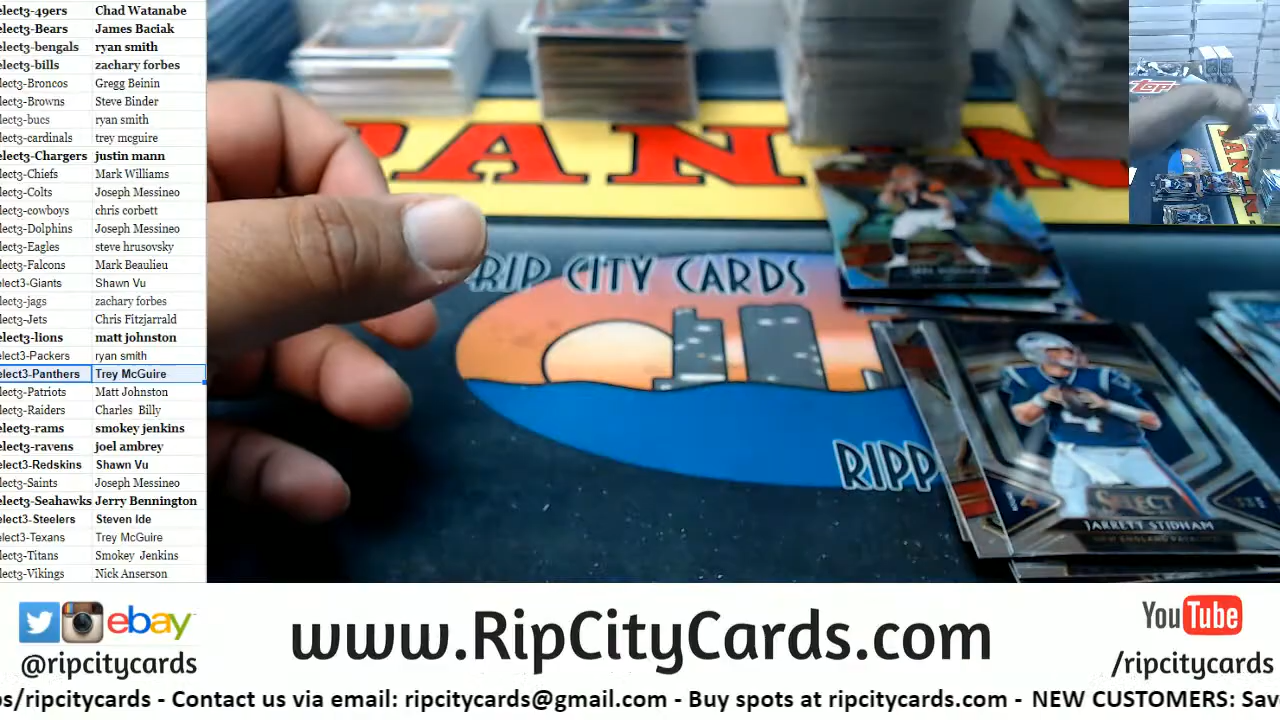 elect3-49ers Chad Watanabe
elect3-Bears James Baciak
elect3-bengals ryan smith
elect3-bills zachary forbes
elect3-Broncos Gregg Beinin
elect3-Browns Steve Binder
elect3-bucs ryan smith
elect3-cardinals trey mcguire
elect3-Chargers justin mann
elect3-Chiefs Mark Williams
elect3-Colts Joseph Messineo
elect3-cowboys chris corbett
elect3-Dolphins Joseph Messineo
elect3-Eagles steve hrusovsky
elect3-Falcons Mark Beaulieu
elect3-Giants Shawn Vu
elect3-jags zachary forbes
elect3-Jets Chris Fitzjarrald
elect3-lions matt johnston
elect3-Packers ryan smith
elect3-Panthers Trey McGuire
elect3-Patriots Matt Johnston
elect3-Raiders Charles Billy
elect3-rams smokey jenkins
elect3-ravens joel ambrey
elect3-Redskins Shawn Vu
elect3-Saints Joseph Messineo
elect3-Seahawks Jerry Bennington
elect3-Steelers Steven Ide
elect3-Texans Trey McGuire
elect3-Titans Smokey Jenkins
elect3-Vikings Nick Anserson
PANINI
RIP CITY CARDS
RIPP
SELECT
JARRETT STIDHAM
NEW ENGLAND PATRIOTS
ebay
@ripcitycards
www.RipCityCards.com
YouTube
/ripcitycards
os/ripcitycards - Contact us via email: ripcitycards@gmail.com - Buy spots at ripcitycards.com - NEW CUSTOMERS: Sav